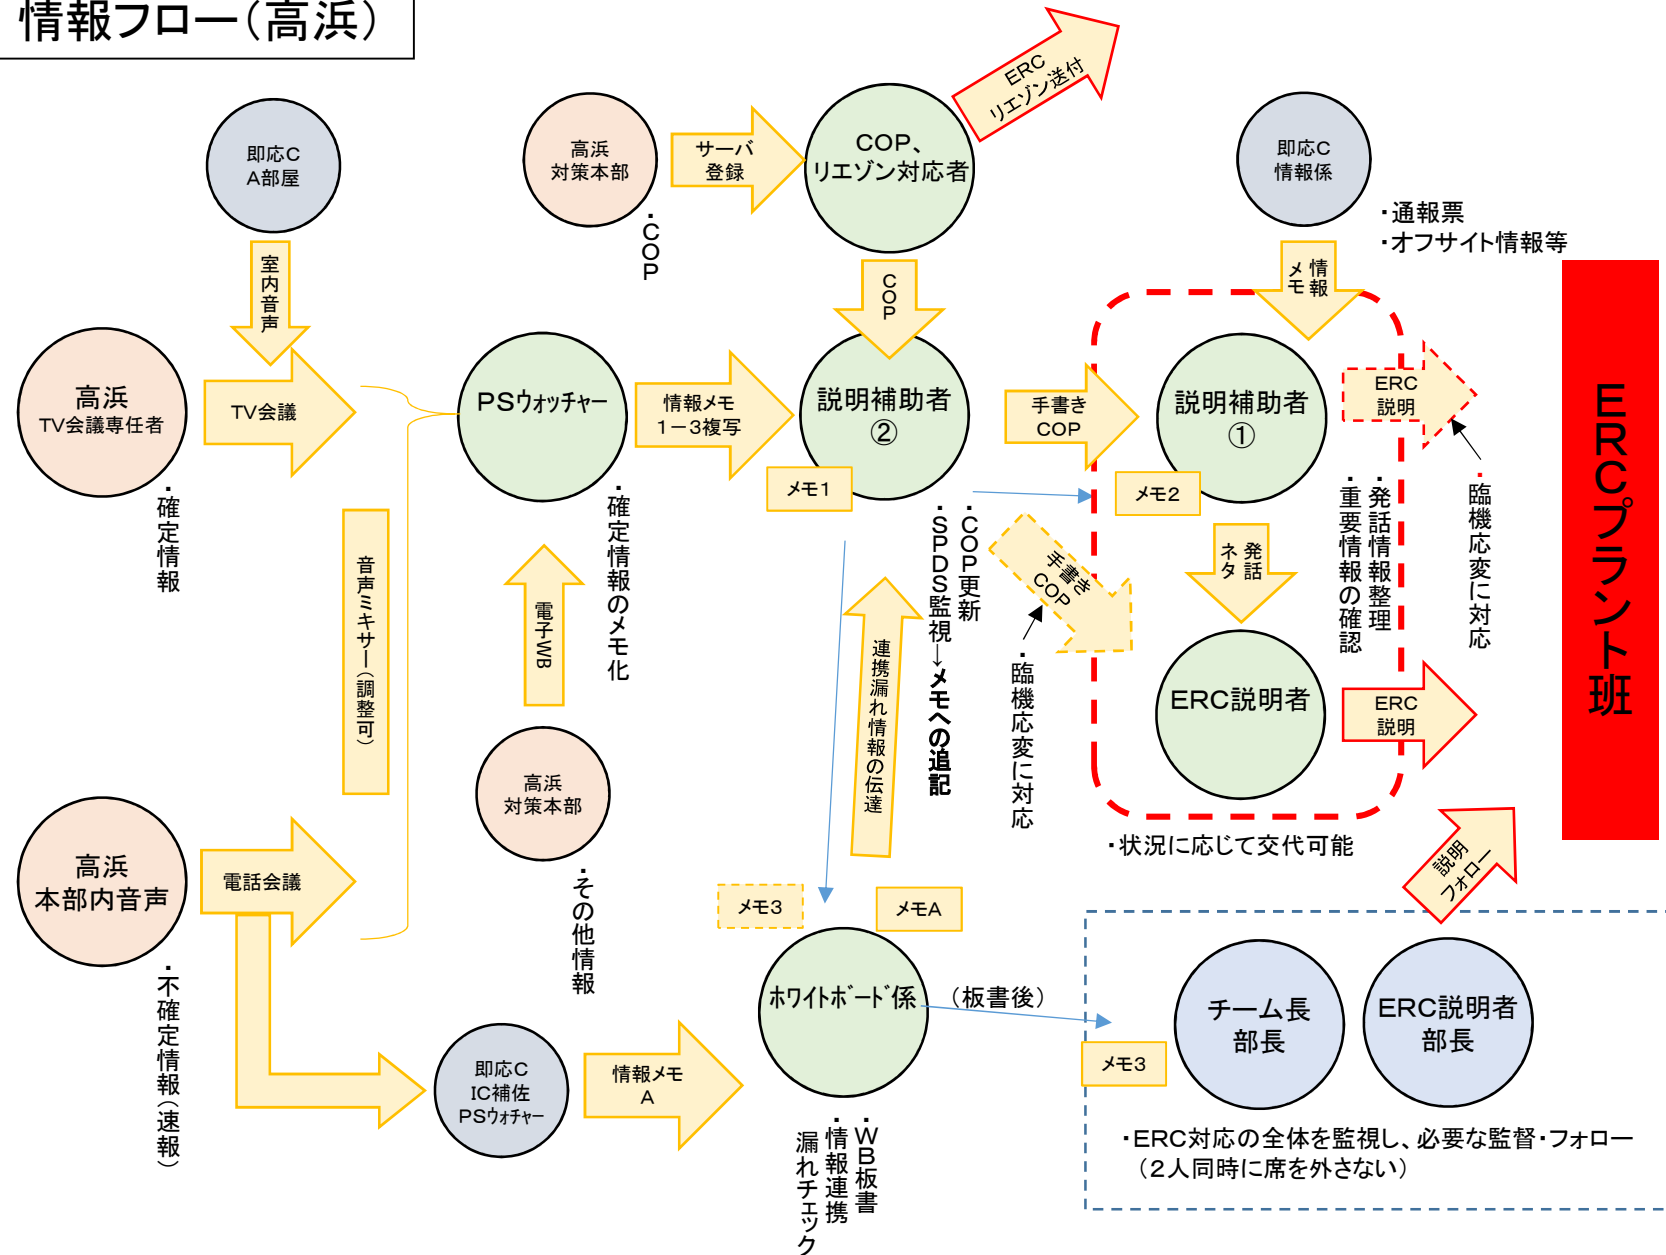 情報フロー（高浜）
即応C
A部屋
室内音声
高浜
対策本部
・COP
サーバ
登録
COP、
リエゾン対応者
ERC
リエゾン送付
COP
即応C
情報係
・通報票
・オフサイト情報等
情報
メモ
高浜
TV会議専任者
・確定情報
TV会議
音声ミキサー（調整可）
PSウォッチャー
・確定情報のメモ化
情報メモ
1－3複写
説明補助者
②
メモ1
・COP更新
・SPDS監視→メモへの追記
手書き
COP
手書き
COP
・臨機応変に対応
説明補助者
①
メモ2
発話
ネタ
・発話情報整理
・重要情報の確認
ERC
説明
・臨機応変に対応
ERC説明者
ERC
説明
・状況に応じて交代可能
ERCプラント班
電子WB
高浜
対策本部
・その他情報
連携漏れ情報の伝達
高浜
本部内音声
・不確定情報（速報）
電話会議
即応C
IC補佐
PSウォッチャー
情報メモ
A
メモ3
メモA
ホワイトボード係
・WB板書
・情報連携
漏れチェック
（板書後）
メモ3
チーム長
部長
ERC説明者
部長
説明
フォロー
・ERC対応の全体を監視し、必要な監督・フォロー
（２人同時に席を外さない）